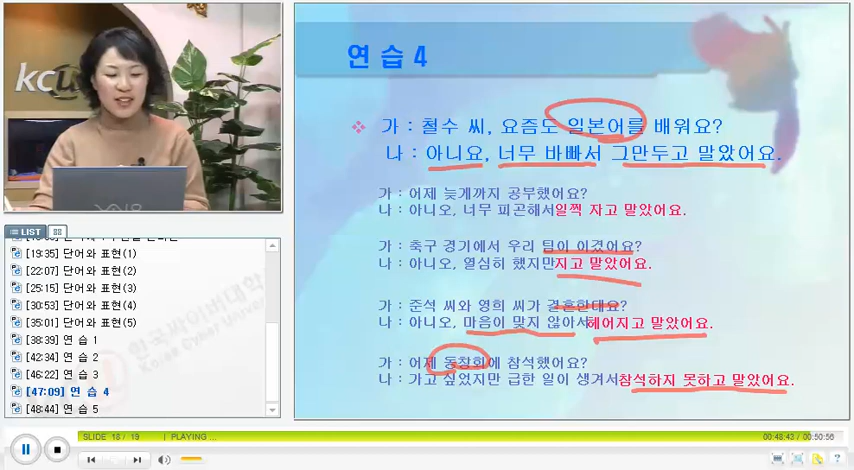 kcu
연 습 4
가 : 철수 씨, 요즘도 일본어를 배워요?
나 : 아니요, 너무 바빠서 그만두고 말았어요.
가 : 어제 늦게까지 공부했어요?
나 : 아니오, 너무 피곤해서일찍 자고 말았어요.
가 : 축구 경기에서 우리 팀이 이겼어요?
나 : 아니오, 열심히 했지만지고 말았어요.
가 : 준석 씨와 영희 씨가 결혼한대요?
나 : 아니오, 마음이 맞지 않아서헤어지고 말았어요.
가 : 어제 동창회에 참석했어요?
나 : 가고 싶었지만 급한 일이 생겨서참석하지 못하고 말았어요.
LIST
[19:35] 단어와 표현(1)
[22:07] 단어와 표현(2)
[25:15] 단어와 표현(3)
[30:53] 단어와 표현(4)
[35:01] 단어와 표현(5)
[38:39] 연 습 1
[42:34] 연 습 2
[46:22] 연 습 3
[47:09] 연 습 4
[48:44] 연 습 5
한국싸이버대학
SLIDE 18 / 19 | PLAYING ...
00:48:43 / 00:50:56